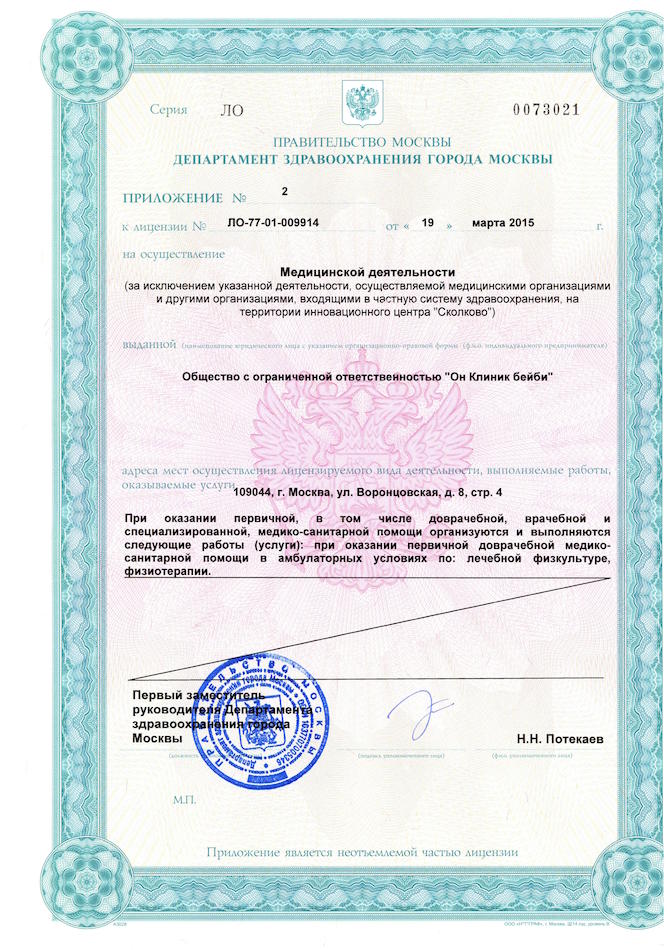 Серия ЛО 0073021
ПРАВИТЕЛЬСТВО МОСКВЫ
ДЕПАРТАМЕНТ ЗДРАВООХРАНЕНИЯ ГОРОДА МОСКВЫ
ПРИЛОЖЕНИЕ № 2
к лицензии № ЛО-77-01-009914 от « 19 » марта 2015 г.
на осуществление
Медицинской деятельности
(за исключением указанной деятельности, осуществляемой медицинскими организациями
и другими организациями, входящими в частную систему здравоохранения, на
территории инновационного центра "Сколково")
выданной (наименование юридического лица с указанием организационно-правовой формы (ф.и.о. индивидуального предпринимателя)
Общество с ограниченной ответственностью "Он Клиник бейби"
адреса мест осуществления лицензируемого вида деятельности, выполняемые работы,
оказываемые услуги
109044, г. Москва, ул. Воронцовская, д. 8, стр. 4
При оказании первичной, в том числе доврачебной, врачебной и
специализированной, медико-санитарной помощи организуются и выполняются
следующие работы (услуги): при оказании первичной доврачебной медико-
санитарной помощи в амбулаторных условиях по: лечебной физкультуре,
физиотерапии.
Первый заместитель
руководителя Департамента
здравоохранения города
Москвы
Н.Н. Потекаев
(подпись уполномоченного лица) (ф.и.о. уполномоченного лица)
ПРАВИТЕЛЬСТВО МОСКВЫ
М.П.
Приложение является неотъемлемой частью лицензии